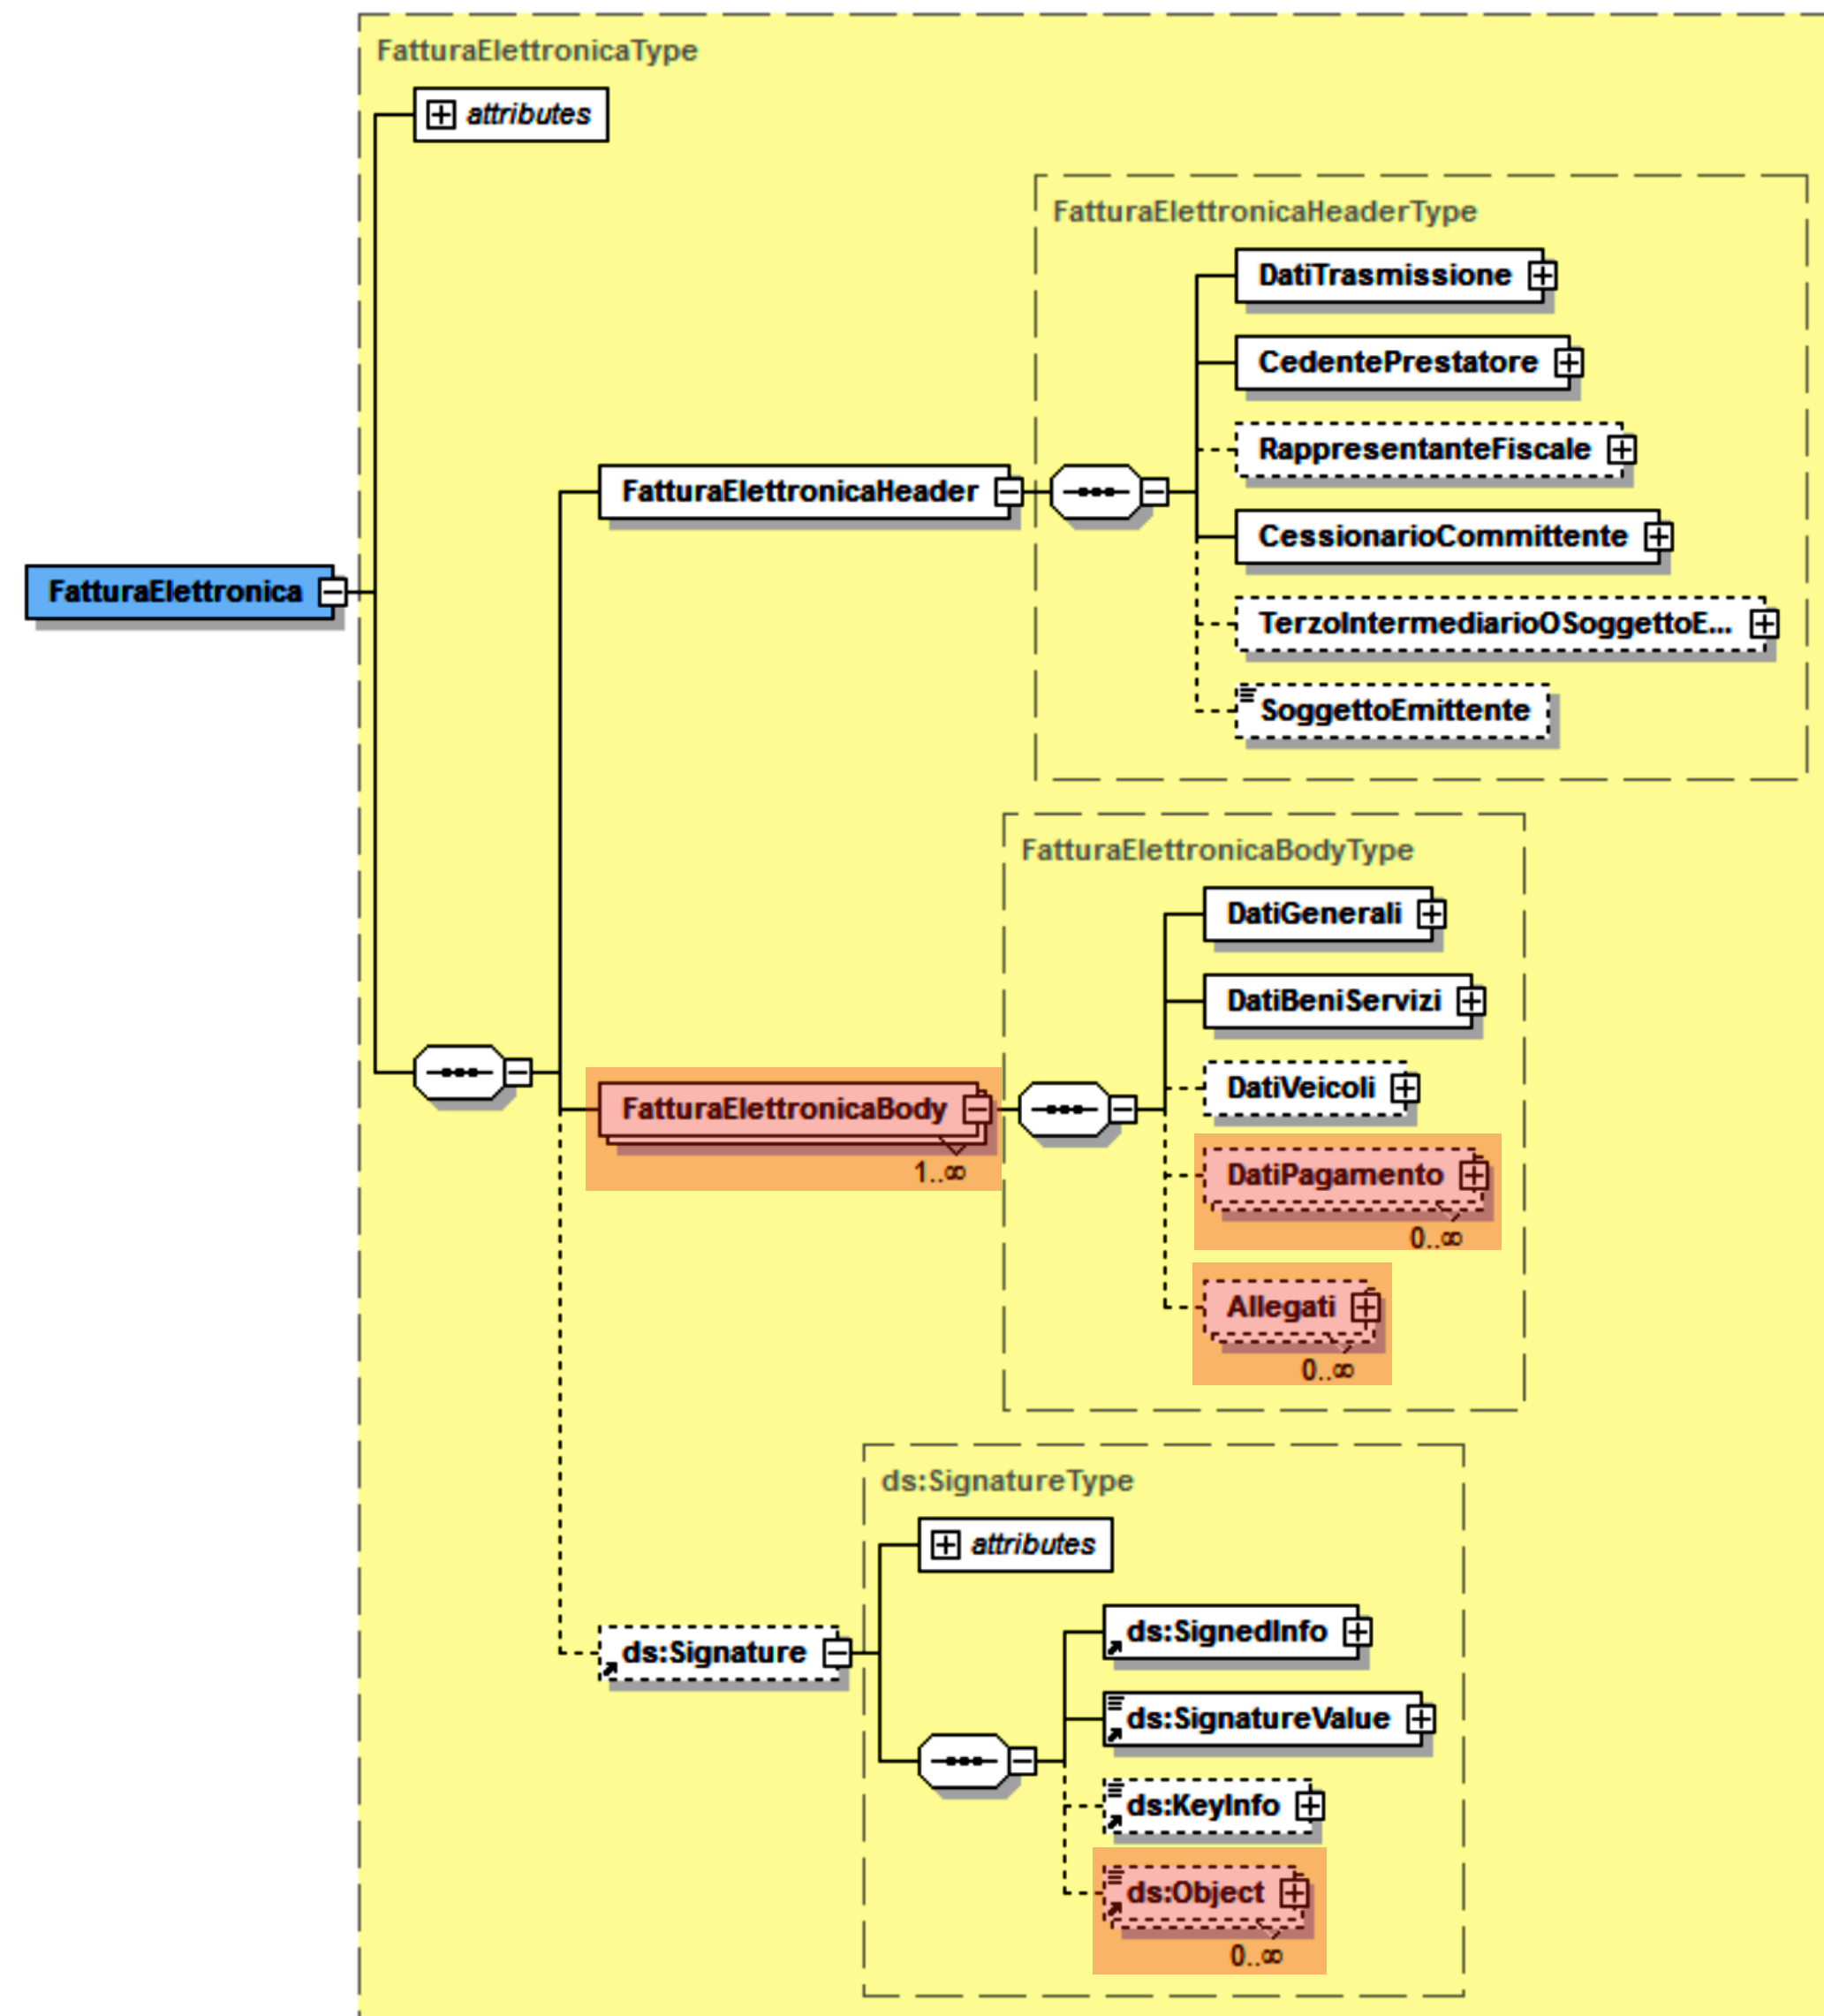 FatturaElettronicaType
attributes
FatturaElettronicaHeaderType
DatiTrasmissione
CedentePrestatore
RappresentanteFiscale
FatturaElettronicaHeader
CessionarioCommittente
FatturaElettronica
TerzoIntermediarioOSoggettoE...
SoggettoEmittente
FatturaElettronicaBodyType
DatiGenerali
DatiBeniServizi
DatiVeicoli
FatturaElettronicaBody
1..∞
DatiPagamento
0..∞
Allegati
0..∞
ds:SignatureType
attributes
ds:SignedInfo
ds:Signature
ds:SignatureValue
ds:KeyInfo
ds:Object
0..∞